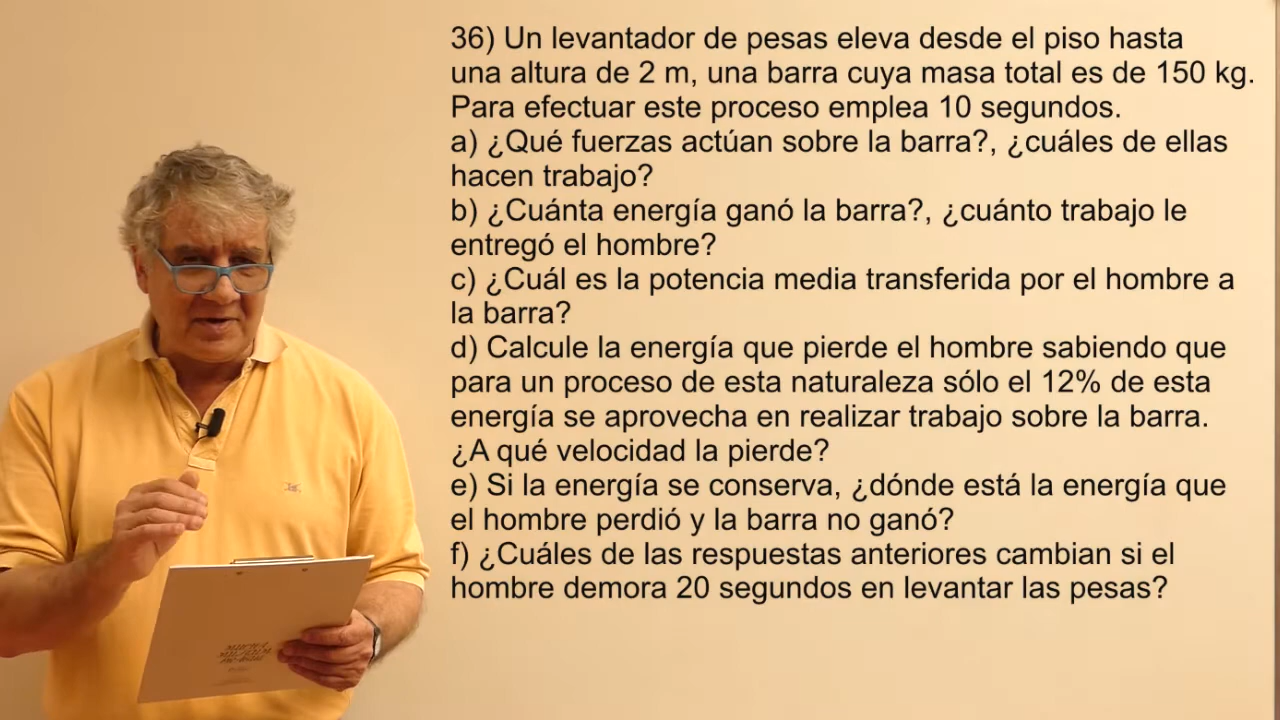 36) Un levantador de pesas eleva desde el piso hasta
una altura de 2 m, una barra cuya masa total es de 150 kg.
Para efectuar este proceso emplea 10 segundos.
a) ¿Qué fuerzas actúan sobre la barra?, ¿cuáles de ellas
hacen trabajo?
b) ¿Cuánta energía ganó la barra?, ¿cuánto trabajo le
entregó el hombre?
c) ¿Cuál es la potencia media transferida por el hombre a
la barra?
d) Calcule la energía que pierde el hombre sabiendo que
para un proceso de esta naturaleza sólo el 12% de esta
energía se aprovecha en realizar trabajo sobre la barra.
¿A qué velocidad la pierde?
e) Si la energía se conserva, ¿dónde está la energía que
el hombre perdió y la barra no ganó?
f) ¿Cuáles de las respuestas anteriores cambian si el
hombre demora 20 segundos en levantar las pesas?